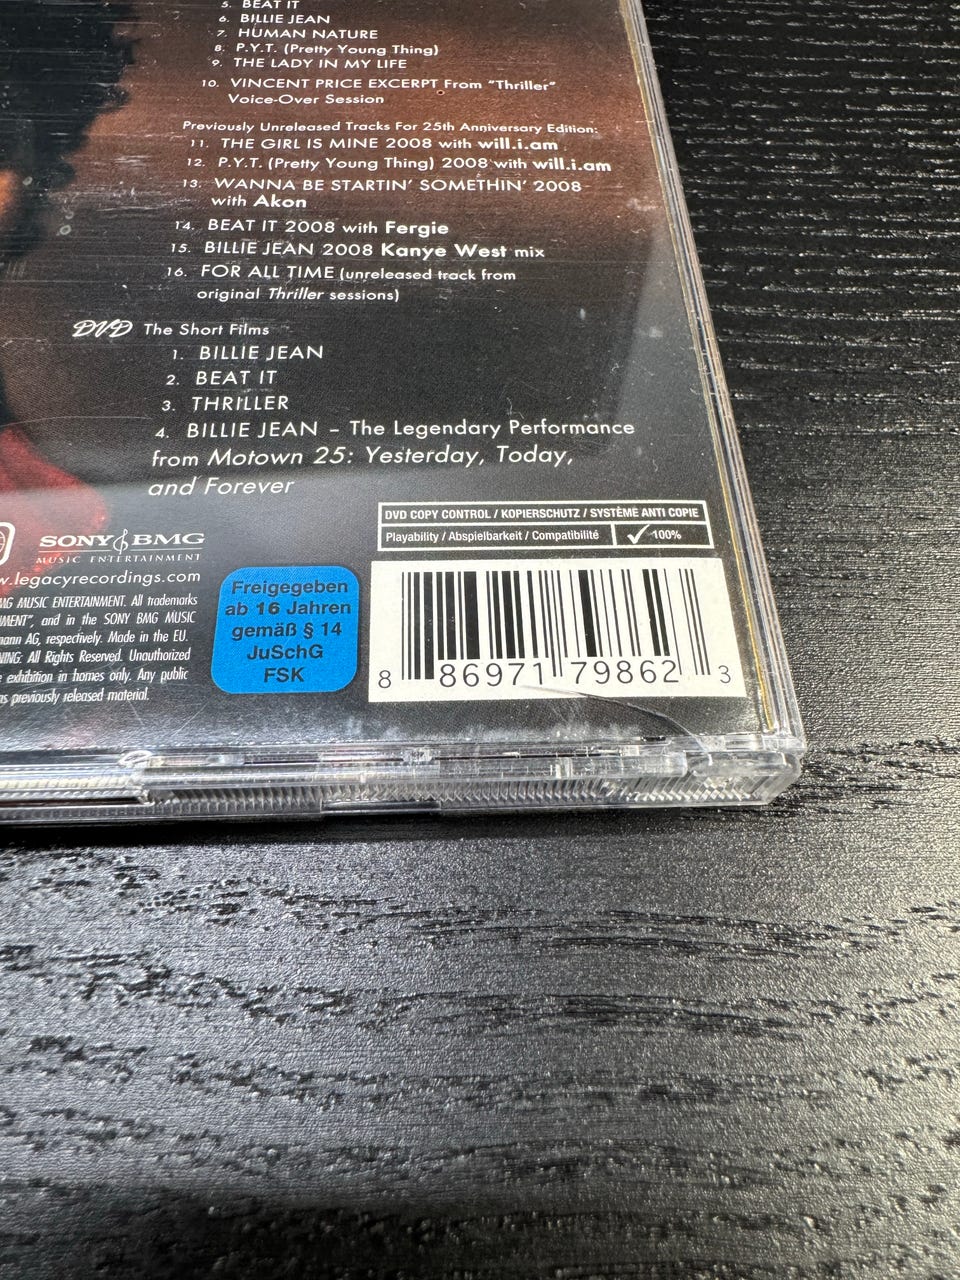 5. BEAT IT
6. BILLIE JEAN
7. HUMAN NATURE
8. P.Y.T. (Pretty Young Thing)
9. THE LADY IN MY LIFE
10. VINCENT PRICE EXCERPT From "Thriller"
Voice-Over Session
Previously Unreleased Tracks For 25th Anniversary Edition:
11. THE GIRL IS MINE 2008 with will.i.am
12. P.Y.T. (Pretty Young Thing) 2008 with will.i.am
13. WANNA BE STARTIN' SOMETHIN' 2008
with Akon
14. BEAT IT 2008 with Fergie
15. BILLIE JEAN 2008 Kanye West mix
16. FOR ALL TIME (unreleased track from
original Thriller sessions)
DVD The Short Films
1. BILLIE JEAN
2. BEAT IT
3. THRILLER
4. BILLIE JEAN – The Legendary Performance
from Motown 25: Yesterday, Today,
and Forever
SONY BMG
MUSIC ENTERTAINMENT
w.legacyrecordings.com
MG MUSIC ENTERTAINMENT. All trademarks
MENT", and in the SONY BMG MUSIC
mann AG, respectively. Made in the EU.
NING: All Rights Reserved. Unauthorized
e exhibition in homes only. Any public
as previously released material.
Freigegeben
ab 16 Jahren
gemäß § 14
JuSchG
FSK
DVD COPY CONTROL / KOPIERSCHUTZ / SYSTÈME ANTI COPIE
Playability / Abspielbarkeit / Compatibilité ✓ 100%
8 86971 79862 3